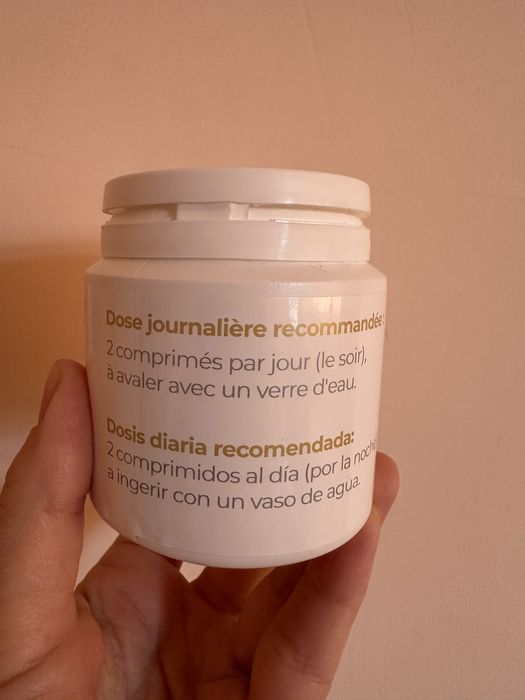 Dose journalière recommandée :
2 comprimés par jour (le soir),
à avaler avec un verre d'eau.
Dosis diaria recomendada:
2 comprimidos al día (por la noche
a ingerir con un vaso de agua.